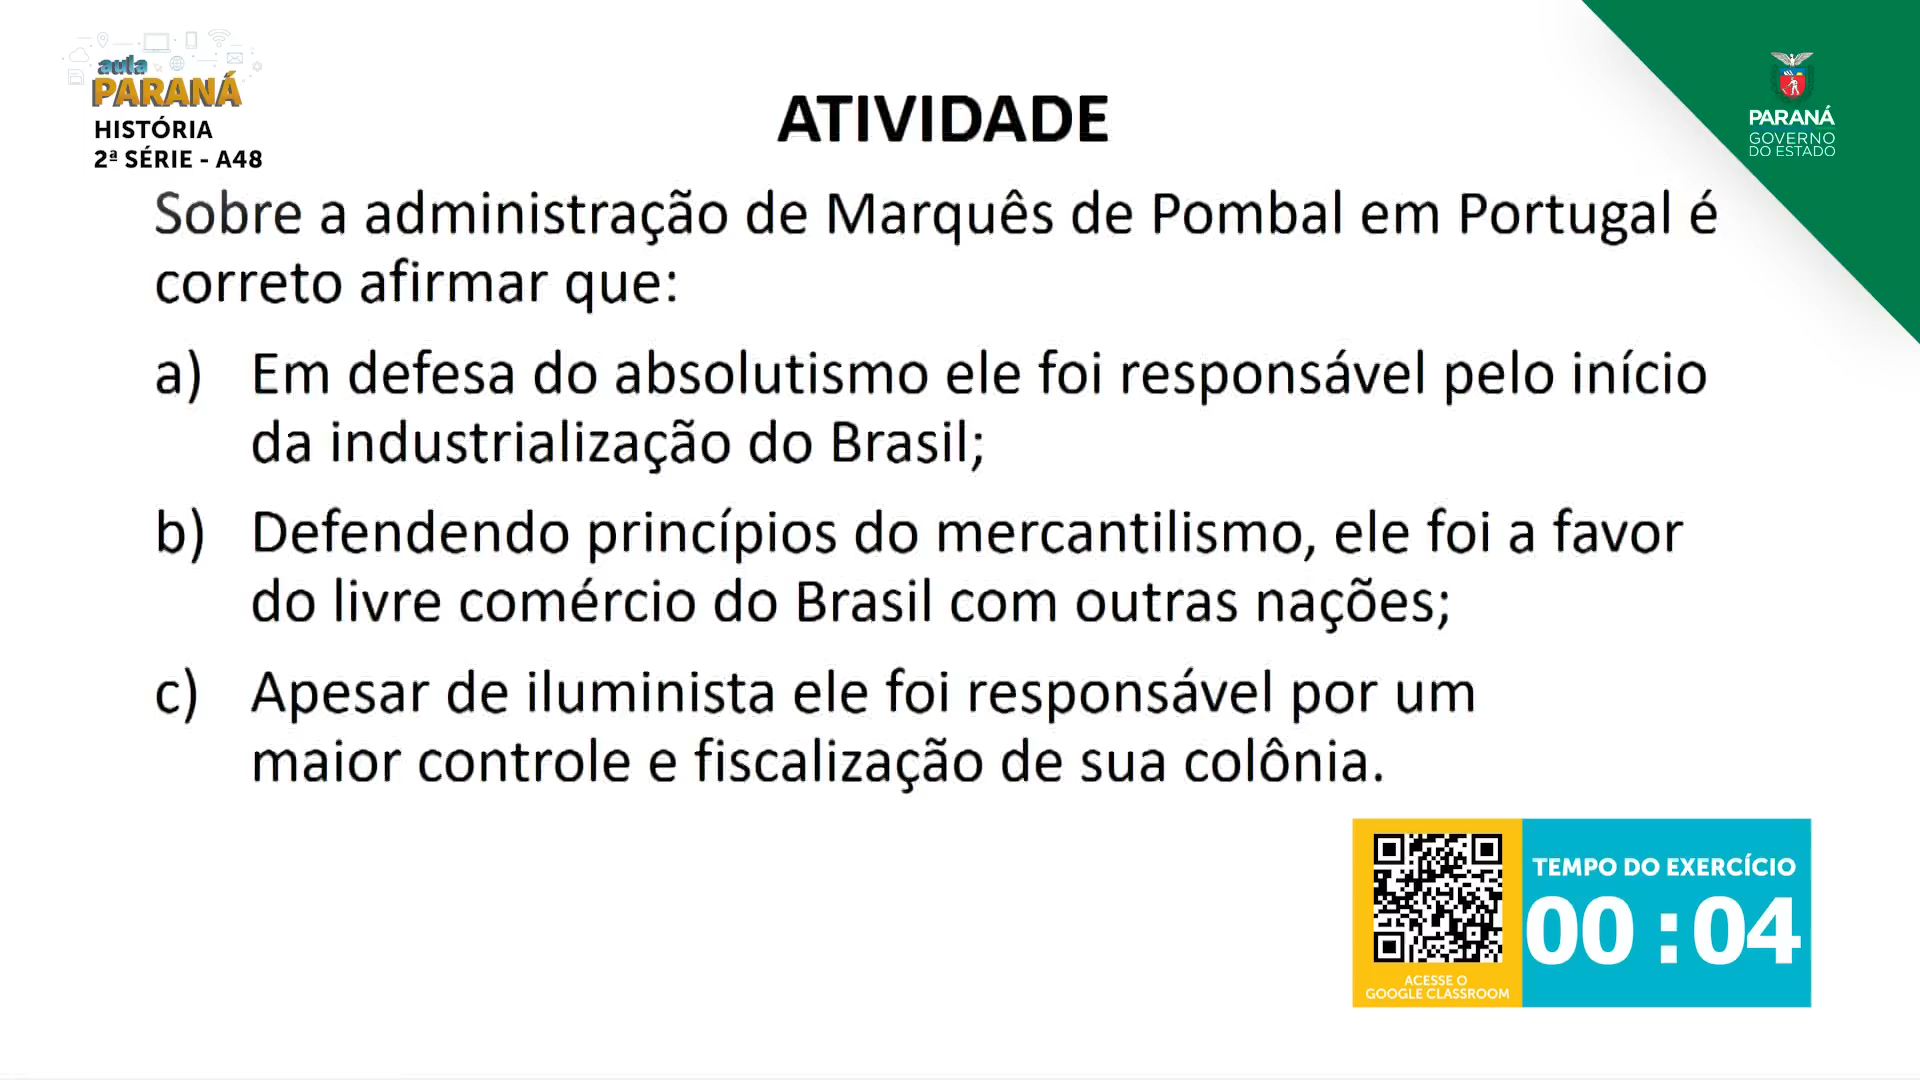 aula
PARANÁ
HISTÓRIA
2ª SÉRIE - A48
ATIVIDADE
PARANÁ
GOVERNO
DO ESTADO
Sobre a administração de Marquês de Pombal em Portugal é
correto afirmar que:
a) Em defesa do absolutismo ele foi responsável pelo início
da industrialização do Brasil;
b) Defendendo princípios do mercantilismo, ele foi a favor
do livre comércio do Brasil com outras nações;
c) Apesar de iluminista ele foi responsável por um
maior controle e fiscalização de sua colônia.
ACESSE O
GOOGLE CLASSROOM
TEMPO DO EXERCÍCIO
00 : 04